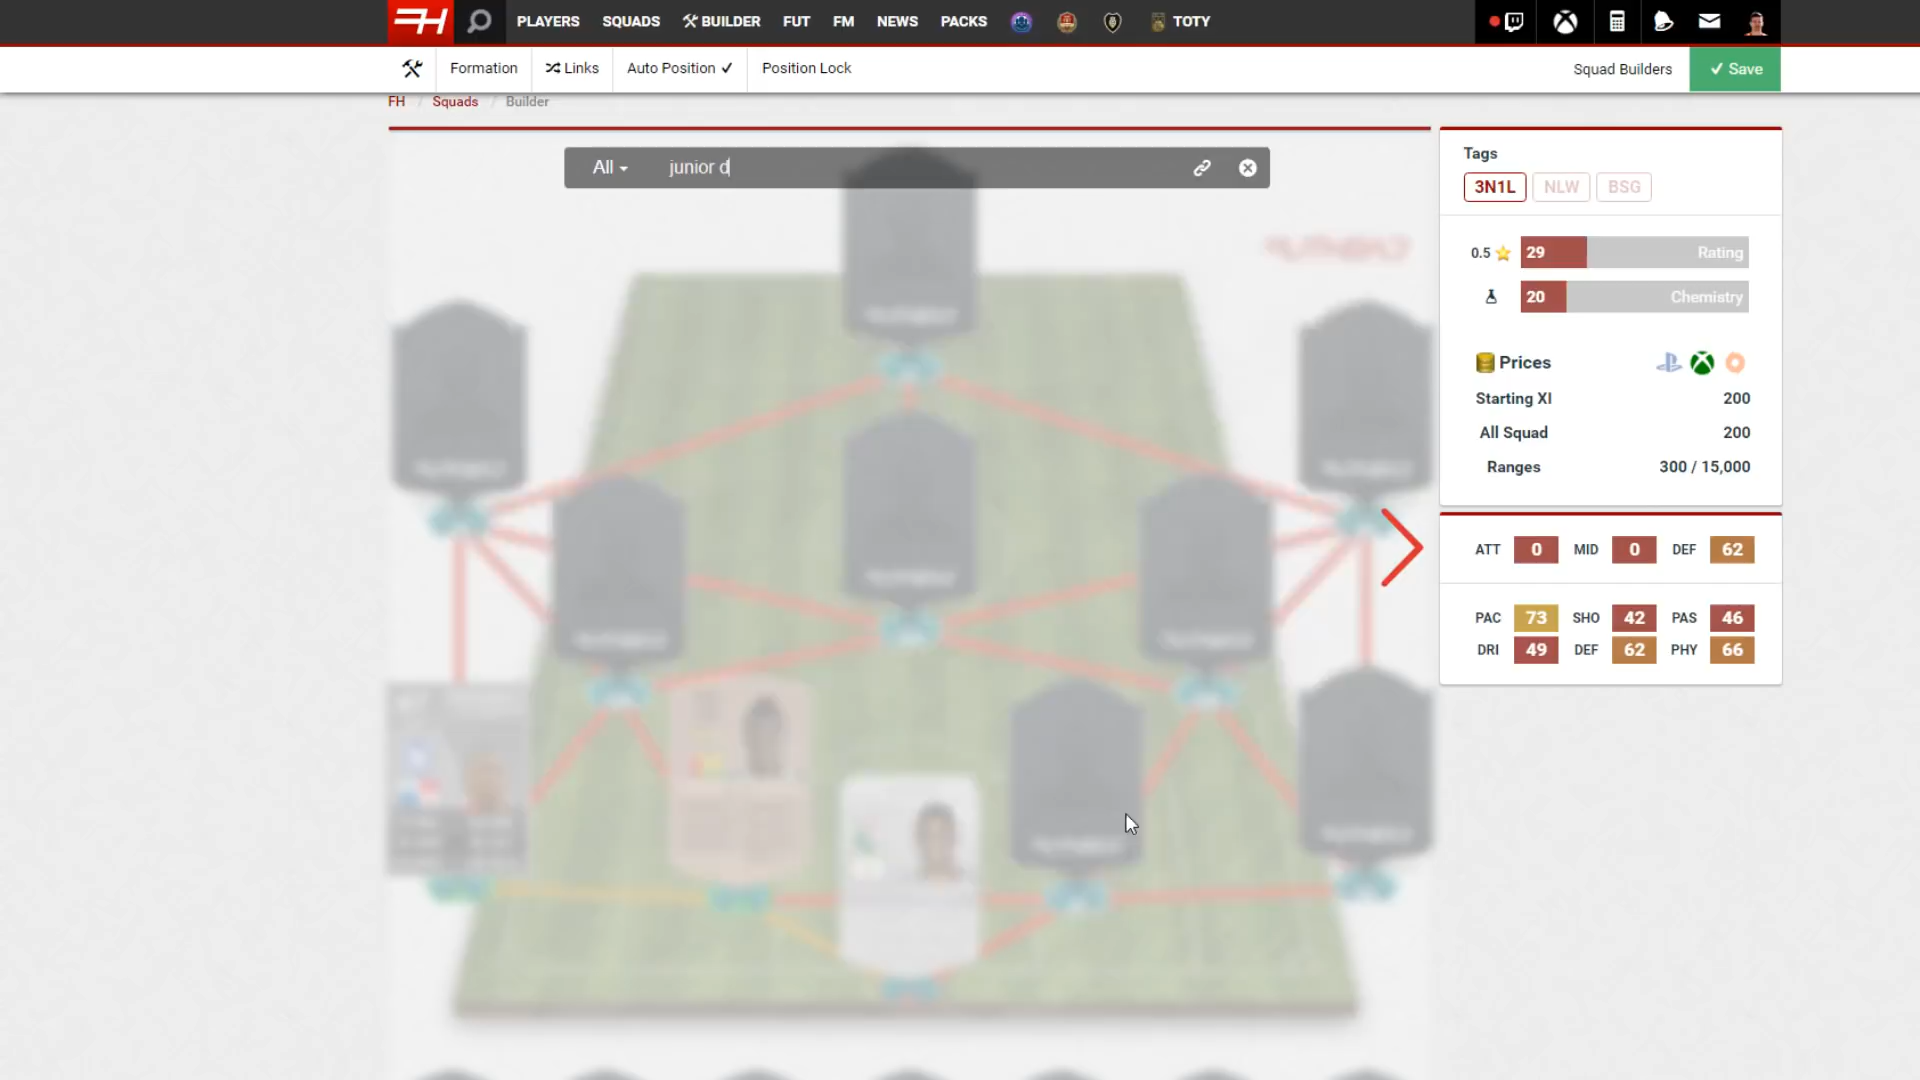 FH PLAYERS SQUADS BUILDER FUT FM NEWS PACKS TOTY
Formation Links Auto Position ✓ Position Lock Squad Builders ✓ Save
FH / Squads / Builder
All junior d
Tags
3N1L NLW BSG
0.5 29 Rating
20 Chemistry
Prices
Starting XI 200
All Squad 200
Ranges 300 / 15,000
ATT 0 MID 0 DEF 62
PAC 73 SHO 42 PAS 46
DRI 49 DEF 62 PHY 66